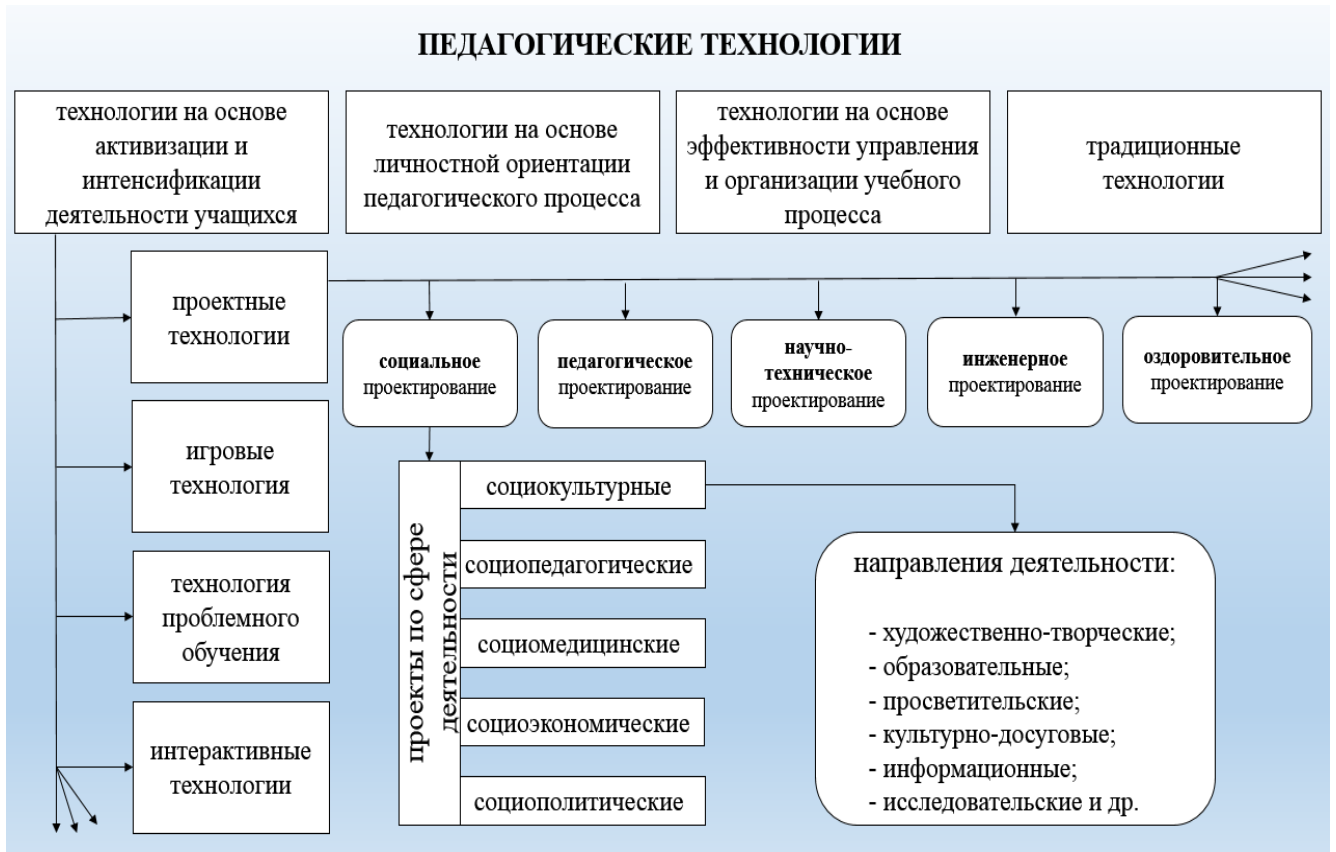 ПЕДАГОГИЧЕСКИЕ ТЕХНОЛОГИИ
технологии на основе
активизации и
интенсификации
деятельности учащихся
технологии на основе
личностной ориентации
педагогического процесса
технологии на основе
эффективности управления
и организации учебного
процесса
традиционные
технологии
проектные
технологии
социальное
проектирование
педагогическое
проектирование
научно-
техническое
проектирование
инженерное
проектирование
оздоровительное
проектирование
игровые
технология
технология
проблемного
обучения
интерактивные
технологии
проекты по сфере
деятельности
социокультурные
социопедагогические
социомедицинские
социоэкономические
социополитические
направления деятельности:
- художественно-творческие;
- образовательные;
- просветительские;
- культурно-досуговые;
- информационные;
- исследовательские и др.